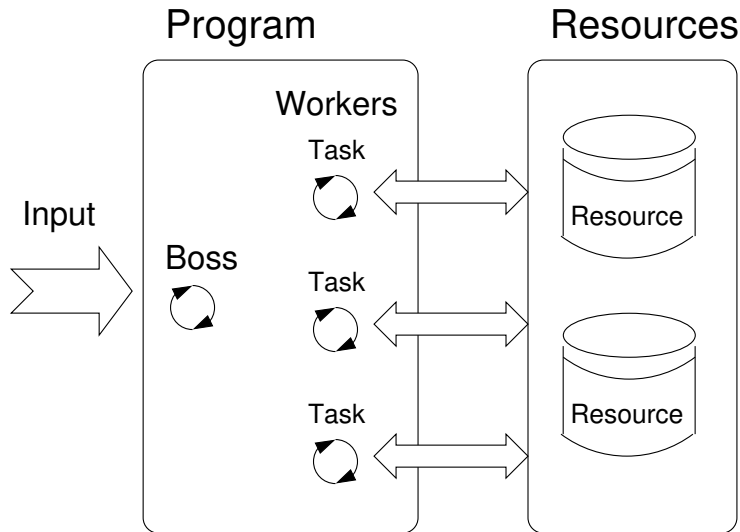 Program
Resources
Workers
Task
Resource
Input
Boss
Task
Task
Resource